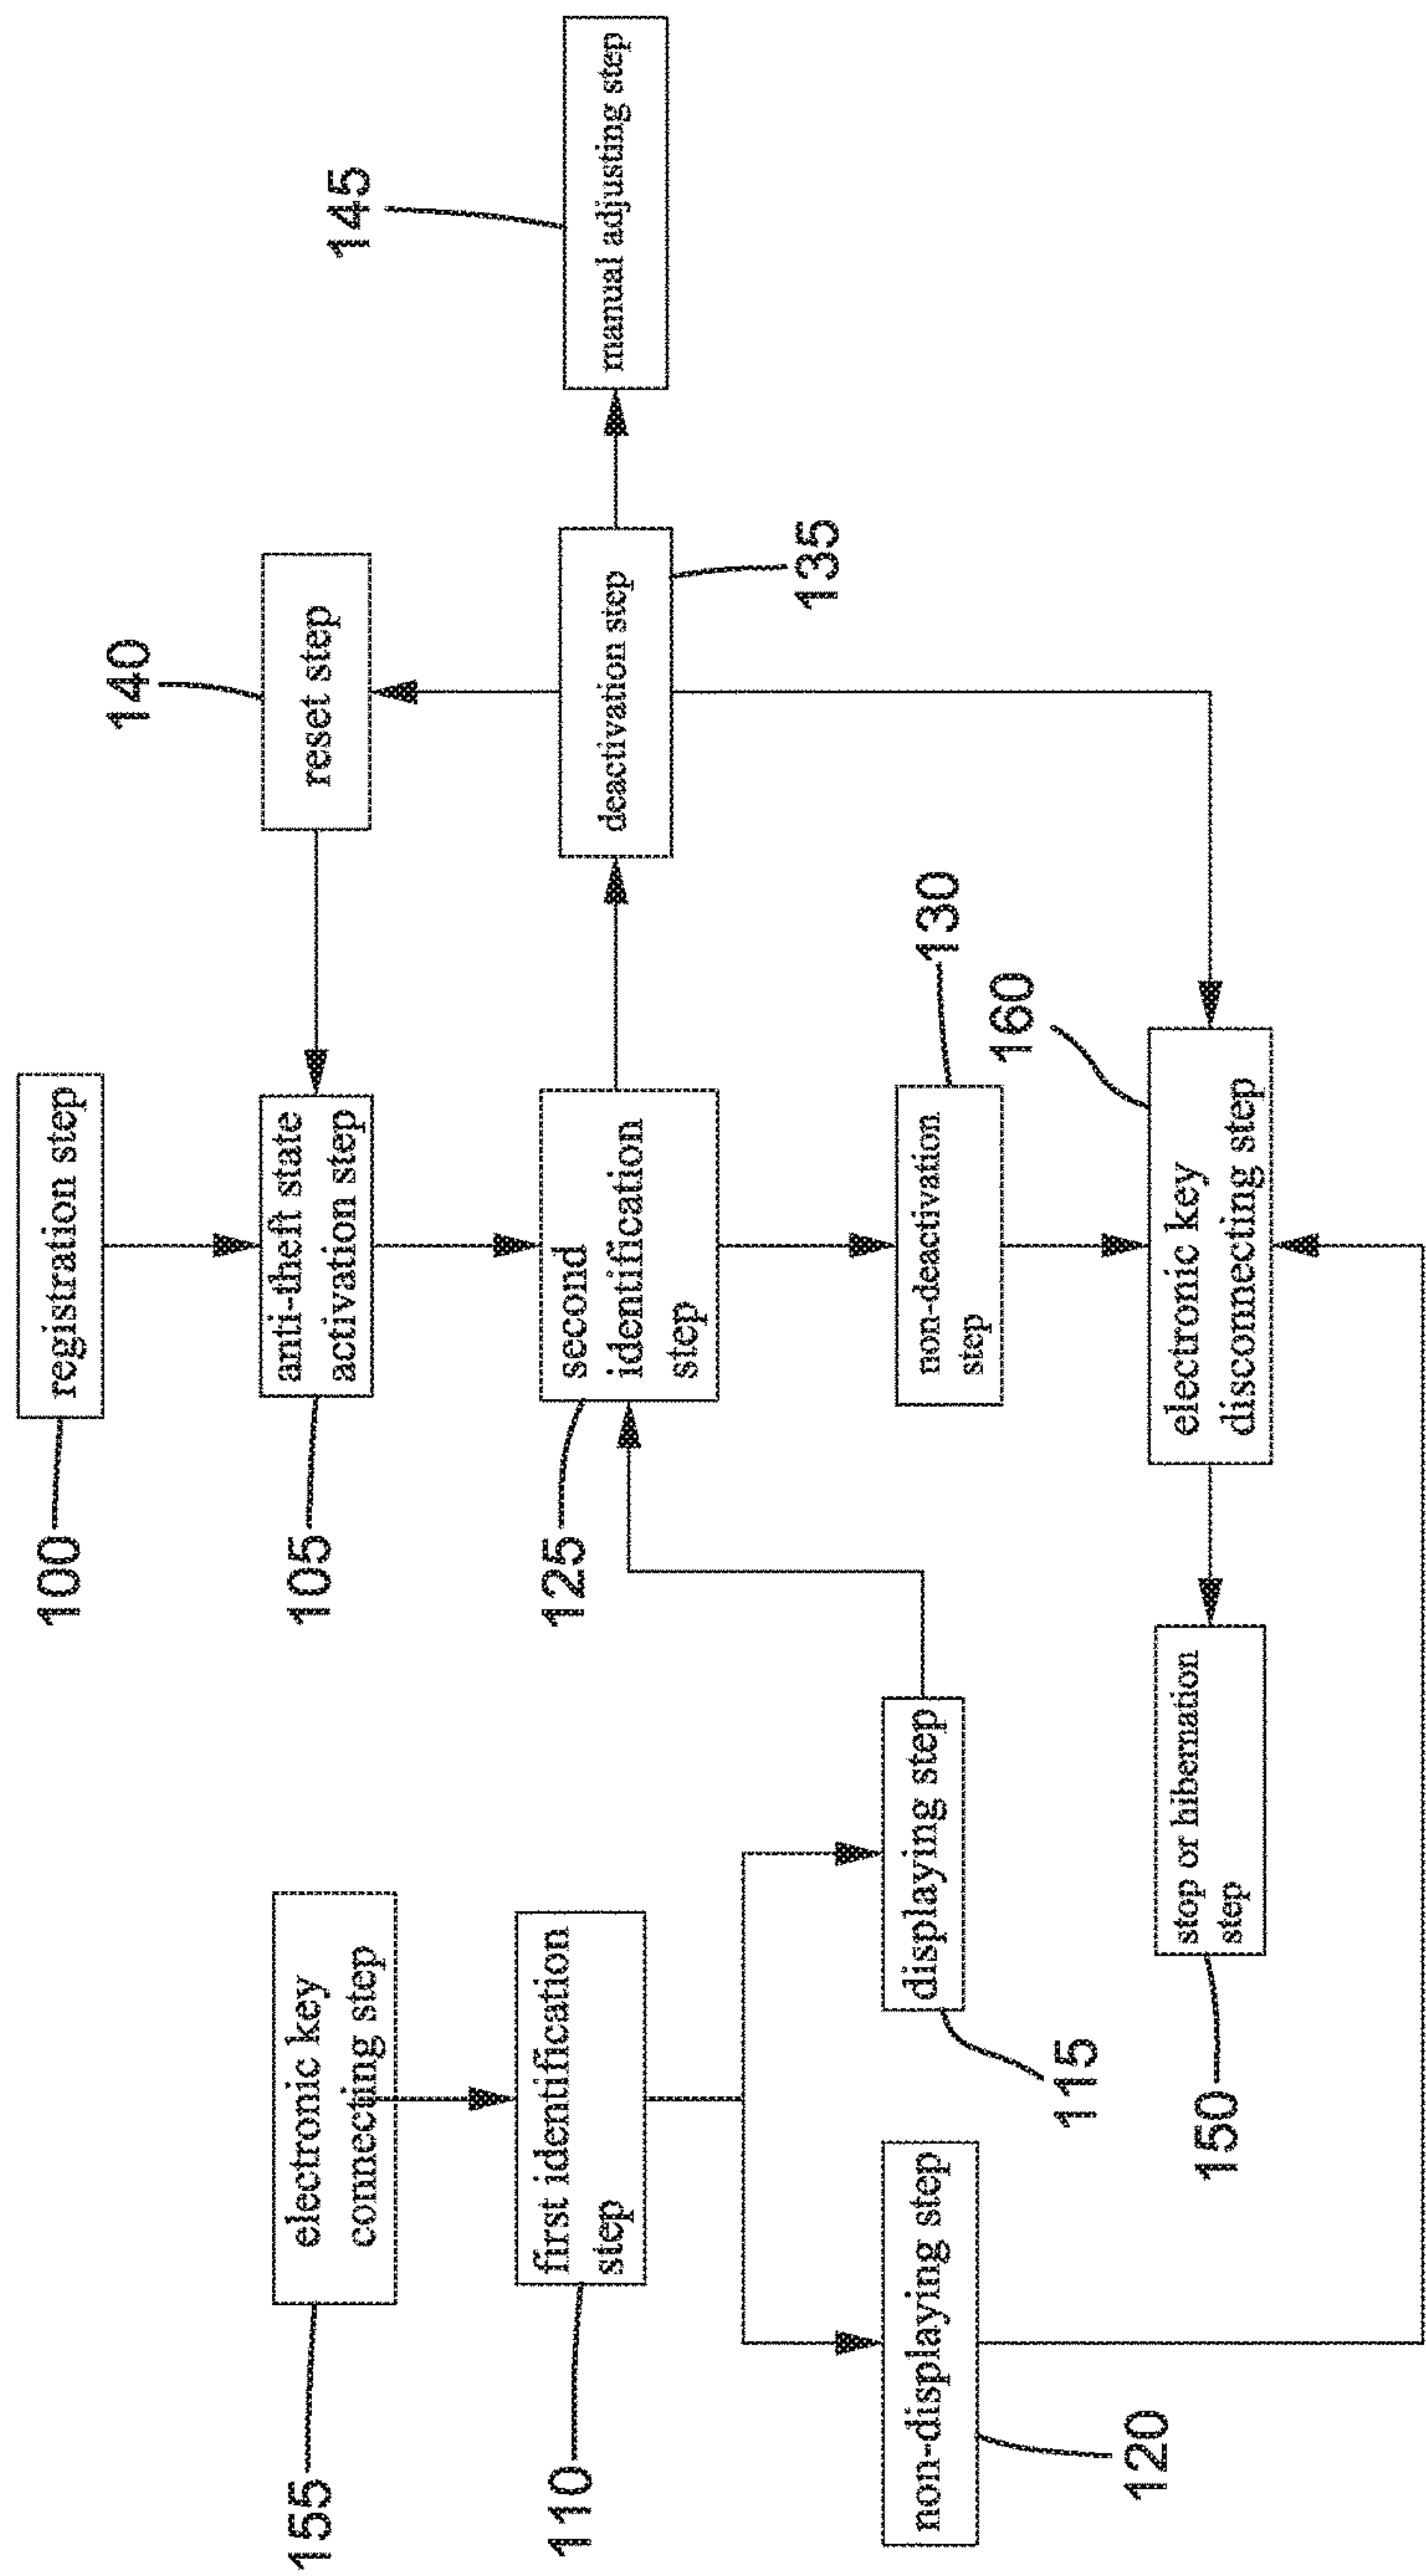 100
registration step
140
155
electronic key
connecting step
105
anti-theft state
activation step
reset step
145
110
first identification
step
125
second
identification
step
deactivation step
manual adjusting step
135
non-displaying step
displaying step
non-deactivation
step
130
120
115
160
150
stop or hibernation
step
electronic key
disconnecting step